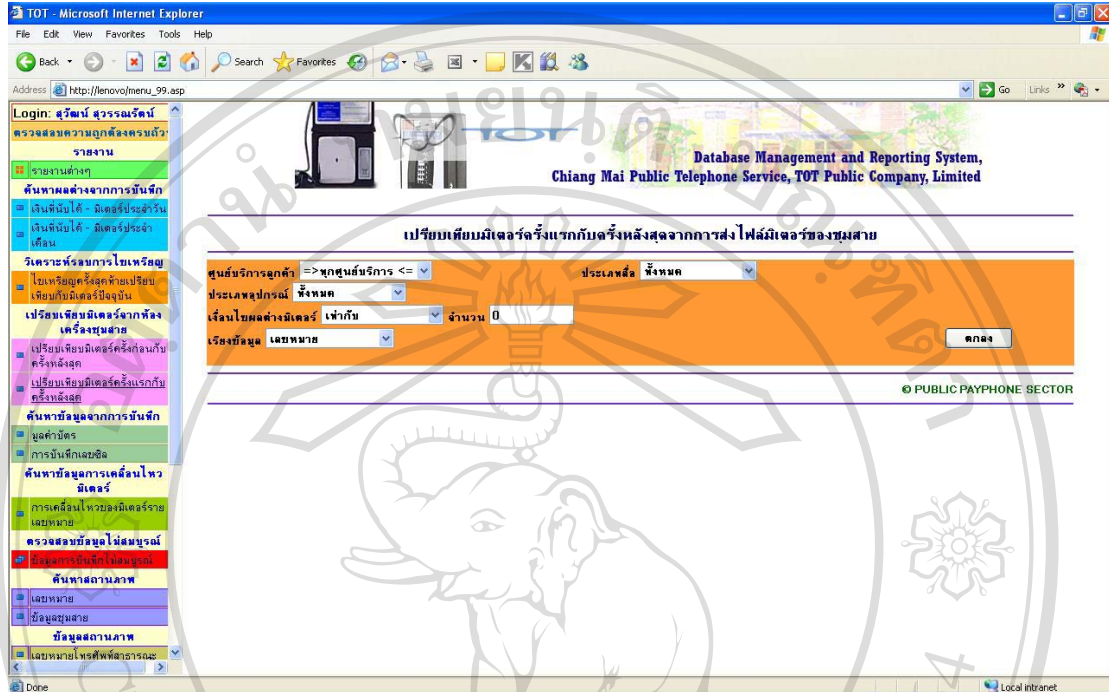 TOT - Microsoft Internet Explorer
File Edit View Favorites Tools Help
Back Search Favorites
Address http://lenovo/menu_99.asp Go Links »
Login: สุวัฒน์ สุวรรณรัตน์
ตรวจสอบความถูกต้องครบถ้ว
รายงาน
รายงานต่างๆ
ค้นหาผลต่างจากการบันทึก
เงินที่นับได้ - มิเตอร์ประจำวัน
เงินที่นับได้ - มิเตอร์ประจำ
เดือน
วิเคราะห์รอบการไขเหรียญ
ไขเหรียญครั้งสุดท้ายเปรียบ
เทียบกับมิเตอร์ปัจจุบัน
เปรียบเทียบมิเตอร์จากห้อง
เครื่องชุมสาย
เปรียบเทียบมิเตอร์ครั้งก่อนกับ
ครั้งหลังสุด
เปรียบเทียบมิเตอร์ครั้งแรกกับ
ครั้งหลังสุด
ค้นหาข้อมูลจากการบันทึก
มูลค่าบัตร
การบันทึกเลขซิล
ค้นหาข้อมูลการเคลื่อนไหว
มิเตอร์
การเคลื่อนไหวของมิเตอร์ราย
เลขหมาย
ตรวจสอบข้อมูลไม่สมบูรณ์
ข้อมูลการบันทึกไม่สมบูรณ์
ค้นหาสถานภาพ
เลขหมาย
ข้อมูลชุมสาย
ข้อมูลสถานภาพ
เลขหมายโทรศัพท์สาธารณะ
TOT
Database Management and Reporting System,
Chiang Mai Public Telephone Service, TOT Public Company, Limited
เปรียบเทียบมิเตอร์ครั้งแรกกับครั้งหลังสุดจากการส่งไฟล์มิเตอร์ของชุมสาย
ศูนย์บริการลูกค้า =>ทุกศูนย์บริการ <= ประเภทสื่อ ทั้งหมด
ประเภทอุปกรณ์ ทั้งหมด
เงื่อนไขผลต่างมิเตอร์ เท่ากับ จำนวน 0
เรียงข้อมูล เลขหมาย ตกลง
© PUBLIC PAYPHONE SECTOR
Done Local intranet